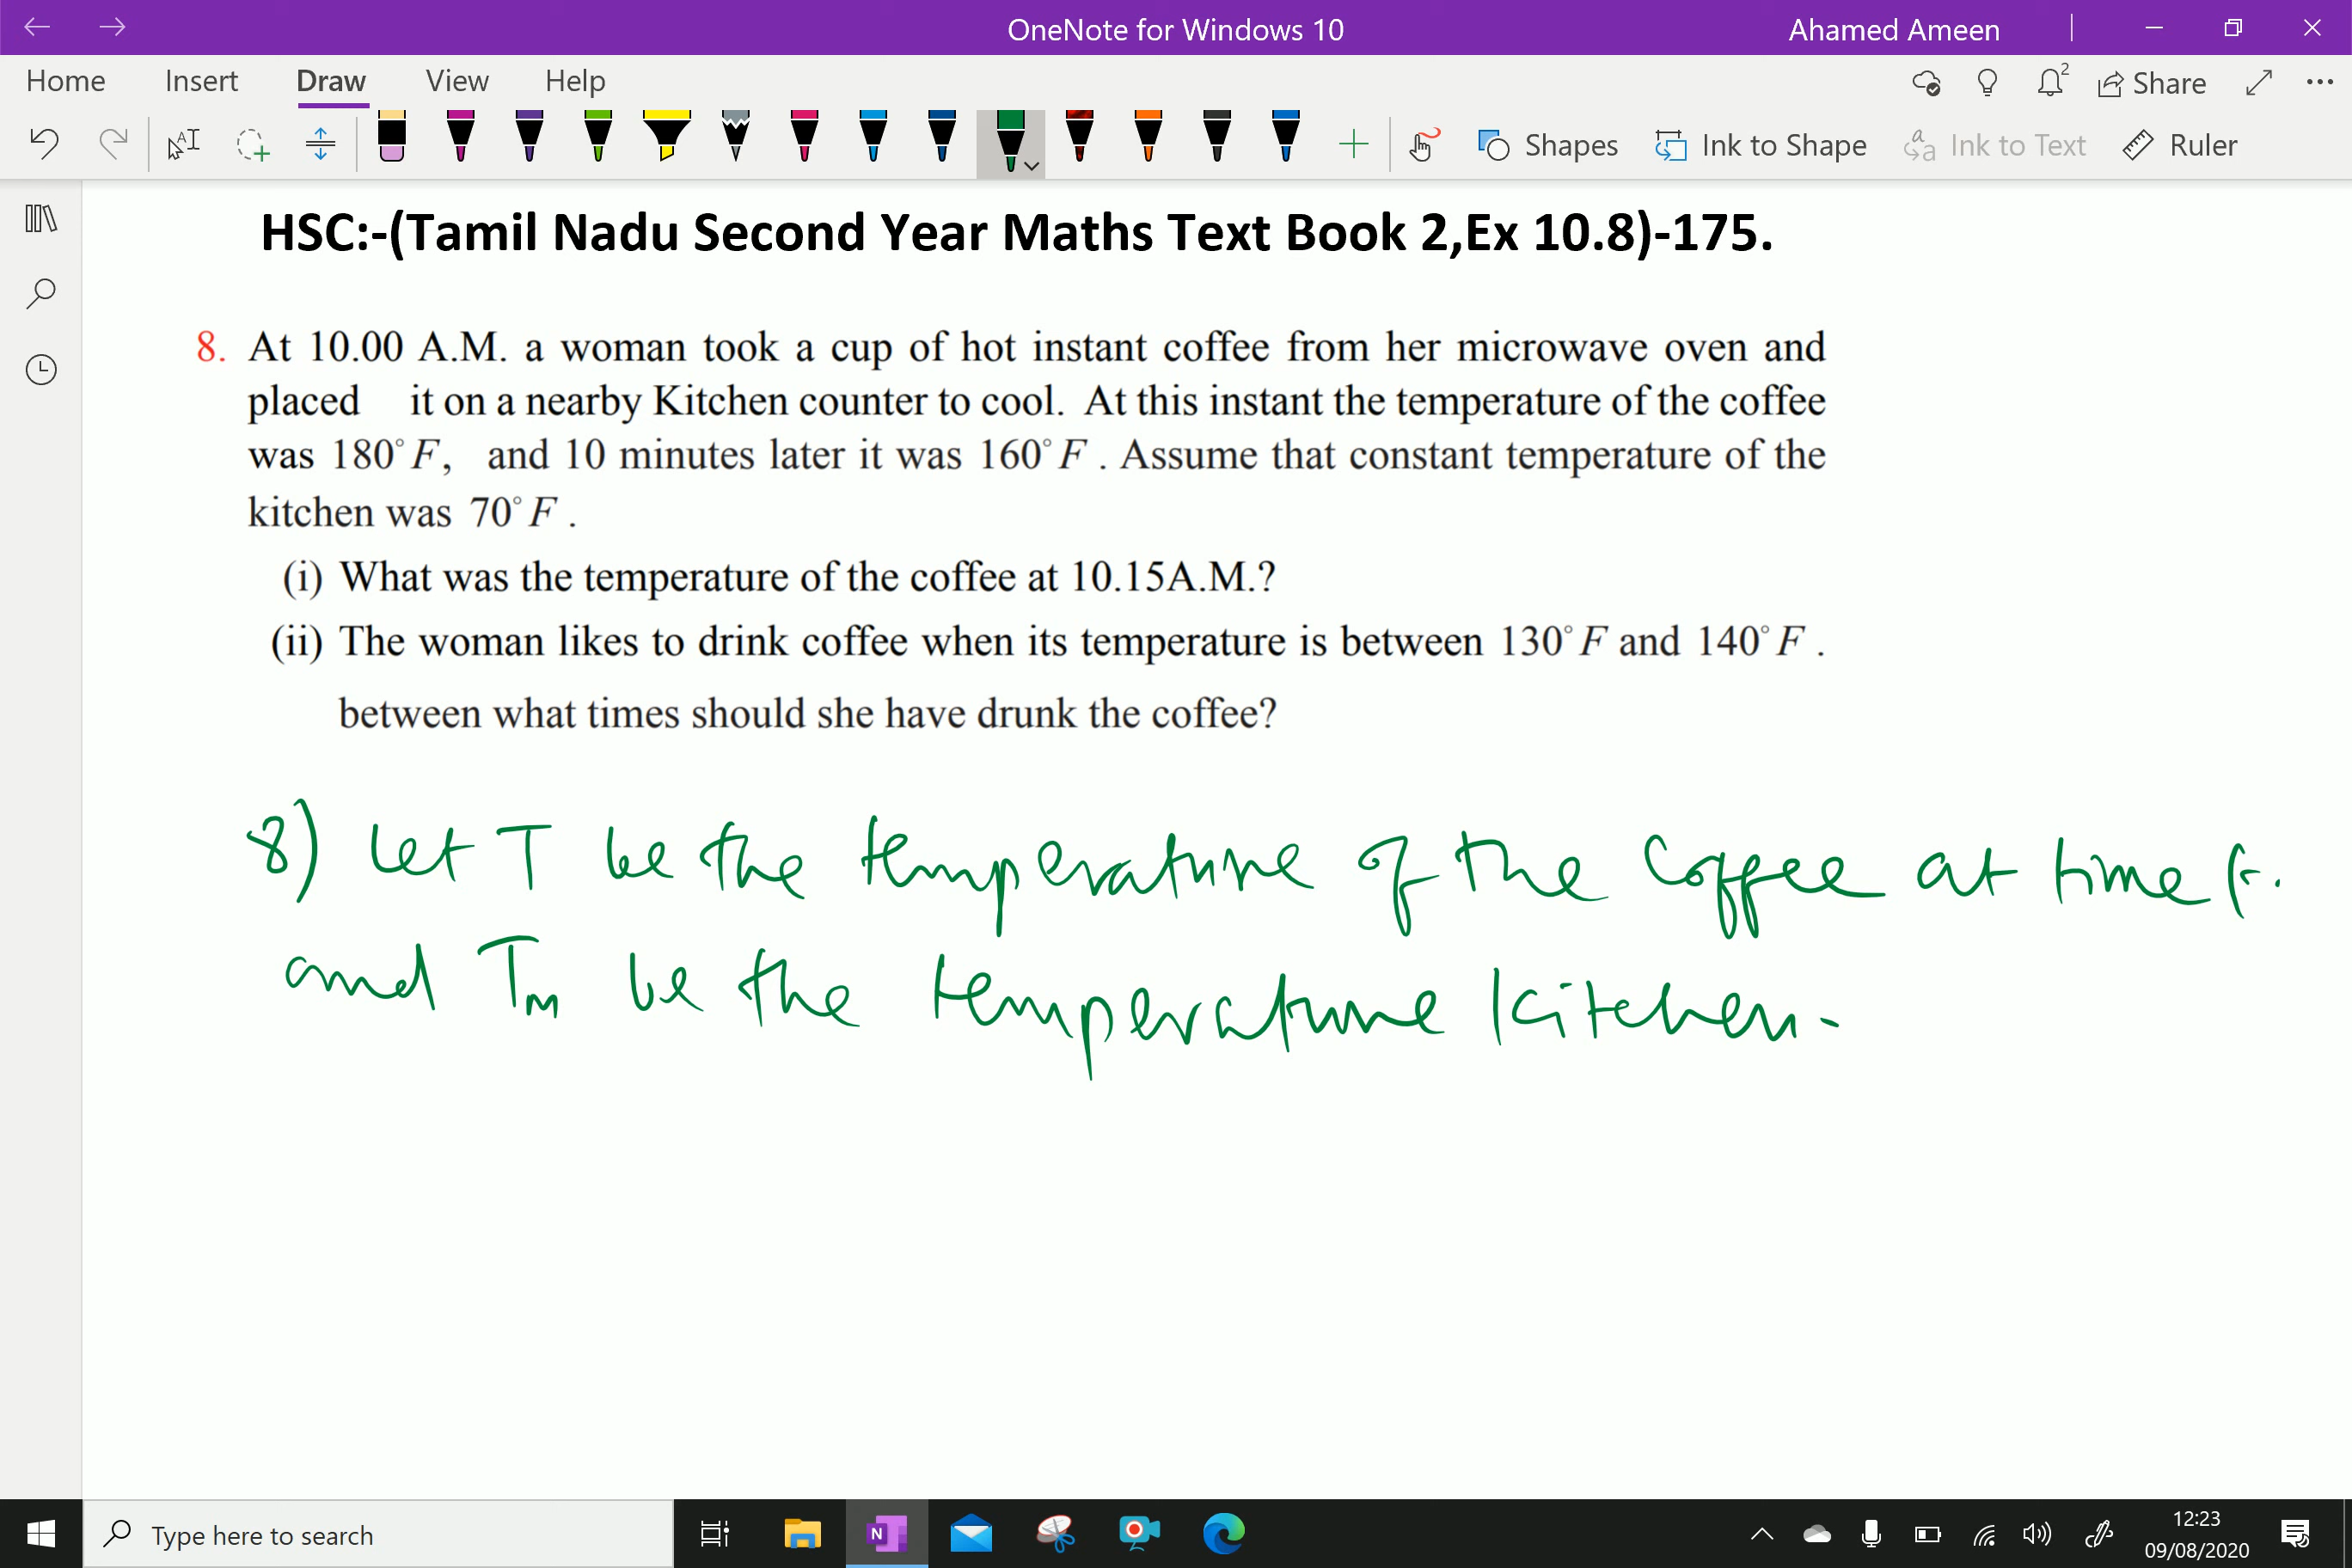 OneNote for Windows 10
Ahamed Ameen
Home Insert Draw View Help
2 Share
Shapes Ink to Shape Ink to Text Ruler
HSC:-(Tamil Nadu Second Year Maths Text Book 2,Ex 10.8)-175.
8. At 10.00 A.M. a woman took a cup of hot instant coffee from her microwave oven and
placed it on a nearby Kitchen counter to cool. At this instant the temperature of the coffee
was 180° F, and 10 minutes later it was 160° F . Assume that constant temperature of the
kitchen was 70° F .
(i) What was the temperature of the coffee at 10.15A.M.?
(ii) The woman likes to drink coffee when its temperature is between 130° F and 140° F .
between what times should she have drunk the coffee?
8) Let T be the temperature of the Coffee at time t.
and Tm be the temperature Kitchen.
Type here to search
12:23
09/08/2020